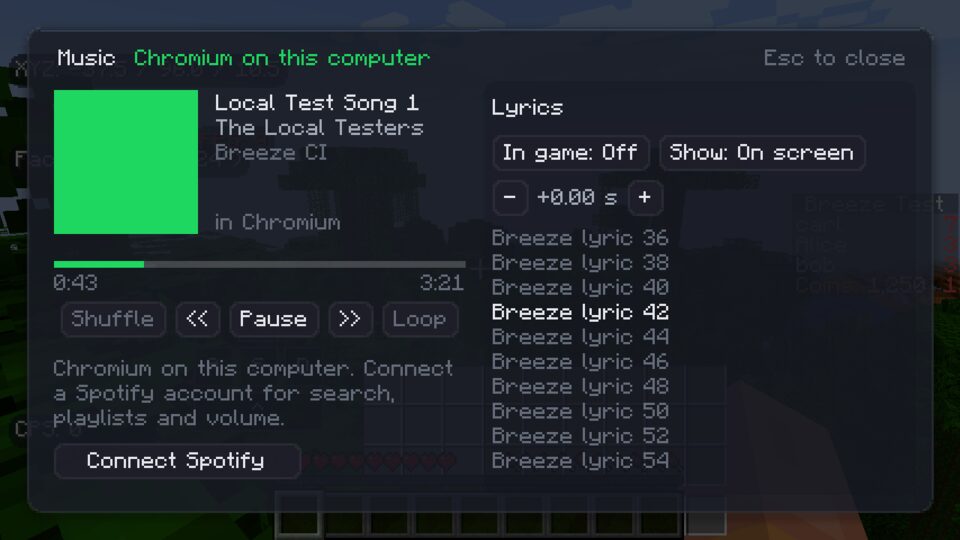 Music Chromium on this computer
Esc to close
Local Test Song 1
The Local Testers
Breeze CI
in Chromium
0:43
3:21
Shuffle
<<
Pause
>>
Loop
Chromium on this computer. Connect
a Spotify account for search,
playlists and volume.
Connect Spotify
Lyrics
In game: Off
Show: On screen
- +0.00 s +
Breeze lyric 36
Breeze lyric 38
Breeze lyric 40
Breeze lyric 42
Breeze lyric 44
Breeze lyric 46
Breeze lyric 48
Breeze lyric 50
Breeze lyric 52
Breeze lyric 54
Breeze Test
Alice
bob